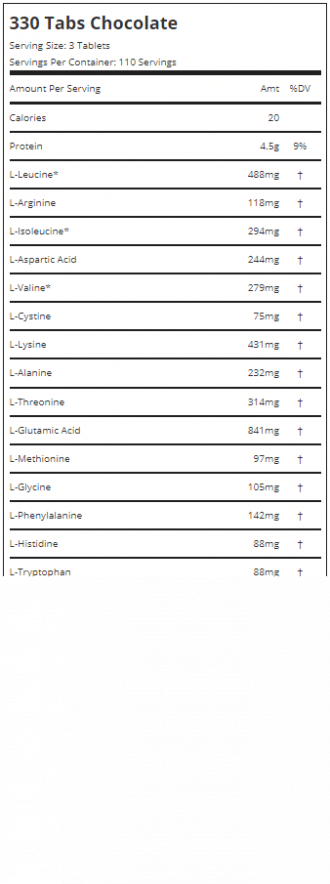 330 Tabs Chocolate
Serving Size: 3 Tablets
Servings Per Container: 110 Servings
Amount Per Serving Amt %DV
Calories 20
Protein 4.5g 9%
L-Leucine* 488mg †
L-Arginine 118mg †
L-Isoleucine* 294mg †
L-Aspartic Acid 244mg †
L-Valine* 279mg †
L-Cystine 75mg †
L-Lysine 431mg †
L-Alanine 232mg †
L-Threonine 314mg †
L-Glutamic Acid 841mg †
L-Methionine 97mg †
L-Glycine 105mg †
L-Phenylalanine 142mg †
L-Histidine 88mg †
L-Tryptophan 88mg †